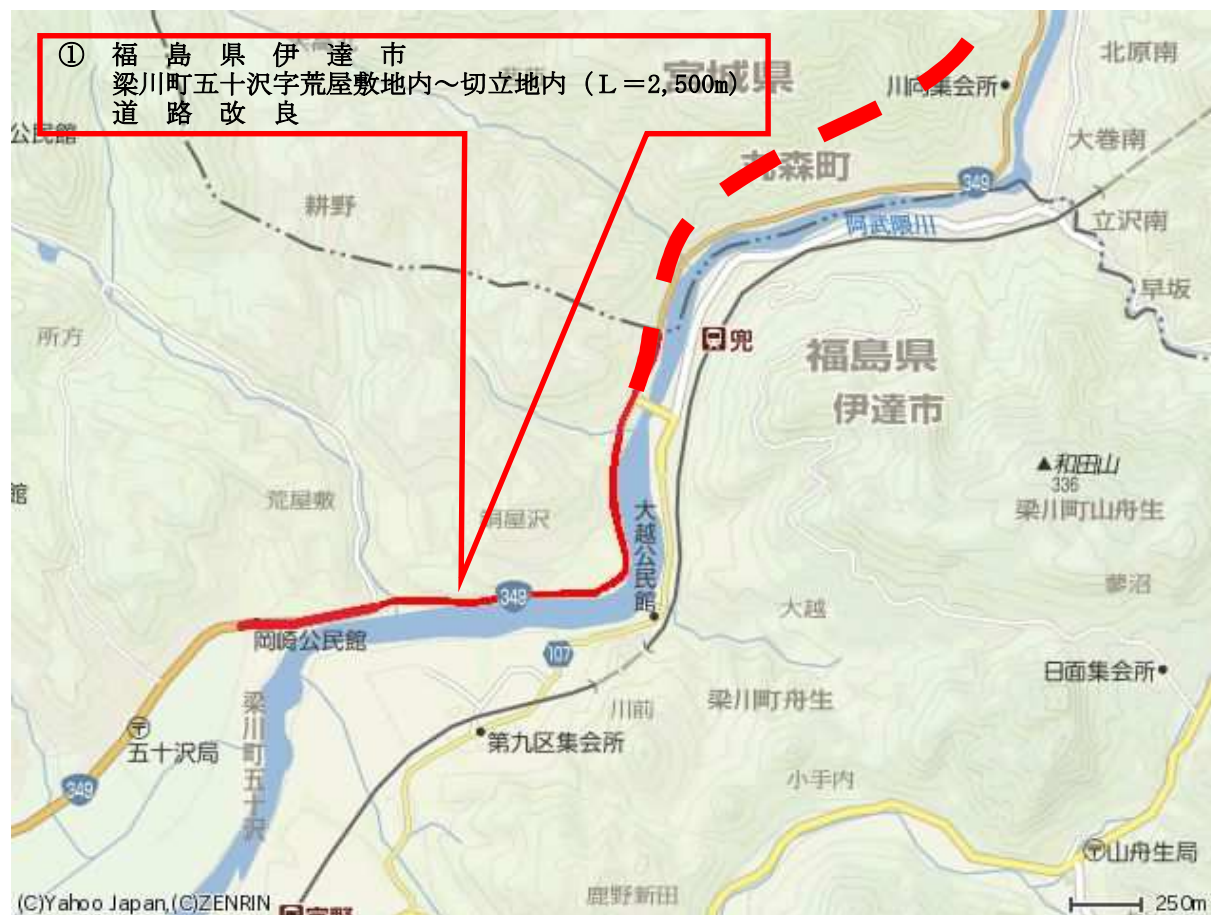 ① 福島県伊達市
梁川町五十沢字荒屋敷地内～切立地内（Ｌ＝2,500m）
道路改良
宮城県
北原南
川向集会所
公民館
大巻南
丸森町
349
耕野
阿武隈川
立沢南
早坂
所方
兜
福島県
伊達市
和田山
336
館
荒屋敷
銅屋沢
梁川町山舟生
大越公民館
349
蓼沼
大越
岡崎公民館
107
日面集会所
梁川町五十沢
川前
梁川町舟生
五十沢局
第九区集会所
349
小手内
山舟生局
鹿野新田
(C)Yahoo Japan,(C)ZENRIN
250m